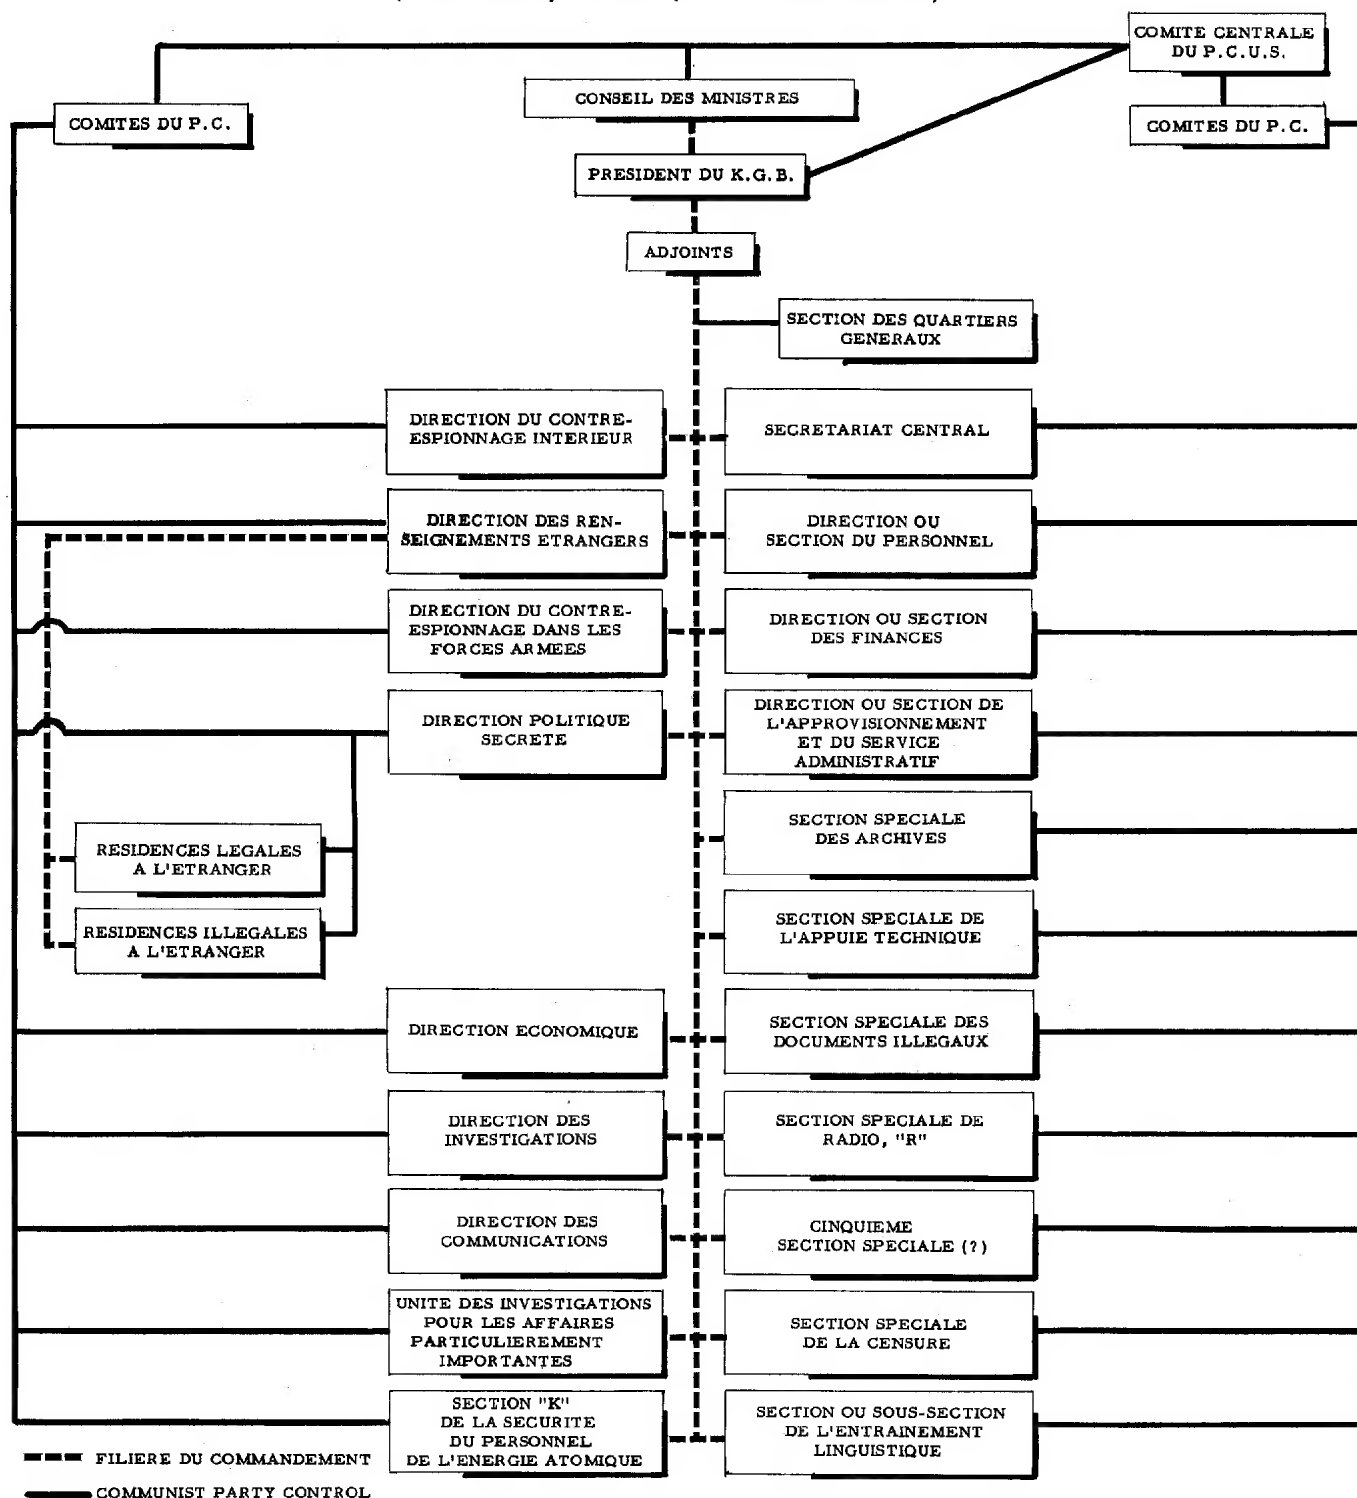 COMITE CENTRALE
DU P.C.U.S.
CONSEIL DES MINISTRES
COMITES DU P.C.
COMITES DU P.C.
PRESIDENT DU K.G.B.
ADJOINTS
SECTION DES QUARTIERS
GENERAUX
DIRECTION DU CONTRE-
ESPIONNAGE INTERIEUR
SECRETARIAT CENTRAL
DIRECTION DES REN-
SEIGNEMENTS ETRANGERS
DIRECTION OU
SECTION DU PERSONNEL
DIRECTION DU CONTRE-
ESPIONNAGE DANS LES
FORCES ARMEES
DIRECTION OU SECTION
DES FINANCES
DIRECTION POLITIQUE
SECRETE
DIRECTION OU SECTION DE
L'APPROVISIONNEMENT
ET DU SERVICE
ADMINISTRATIF
RESIDENCES LEGALES
A L'ETRANGER
SECTION SPECIALE
DES ARCHIVES
RESIDENCES ILLEGALES
A L'ETRANGER
SECTION SPECIALE DE
L'APPUIE TECHNIQUE
DIRECTION ECONOMIQUE
SECTION SPECIALE DES
DOCUMENTS ILLEGAUX
DIRECTION DES
INVESTIGATIONS
SECTION SPECIALE DE
RADIO, "R"
DIRECTION DES
COMMUNICATIONS
CINQUIEME
SECTION SPECIALE (?)
UNITE DES INVESTIGATIONS
POUR LES AFFAIRES
PARTICULIEREMENT
IMPORTANTES
SECTION SPECIALE
DE LA CENSURE
SECTION "K"
DE LA SECURITE
DU PERSONNEL
DE L'ENERGIE ATOMIQUE
SECTION OU SOUS-SECTION
DE L'ENTRAINEMENT
LINGUISTIQUE
FILIERE DU COMMANDEMENT
COMMUNIST PARTY CONTROL